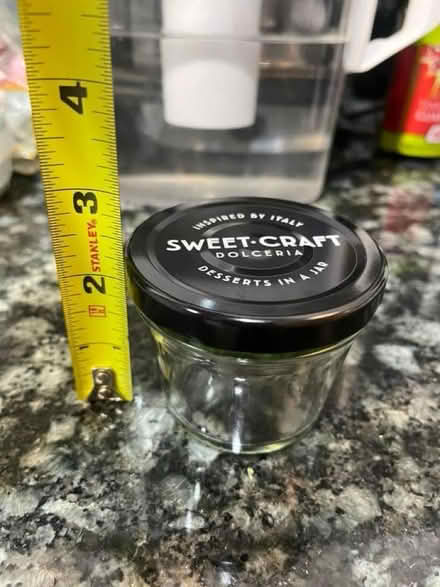 4
3
STANLEY®
2
INSPIRED BY ITALY
SWEET·CRAFT
DOLCERIA
DESSERTS IN A JAR